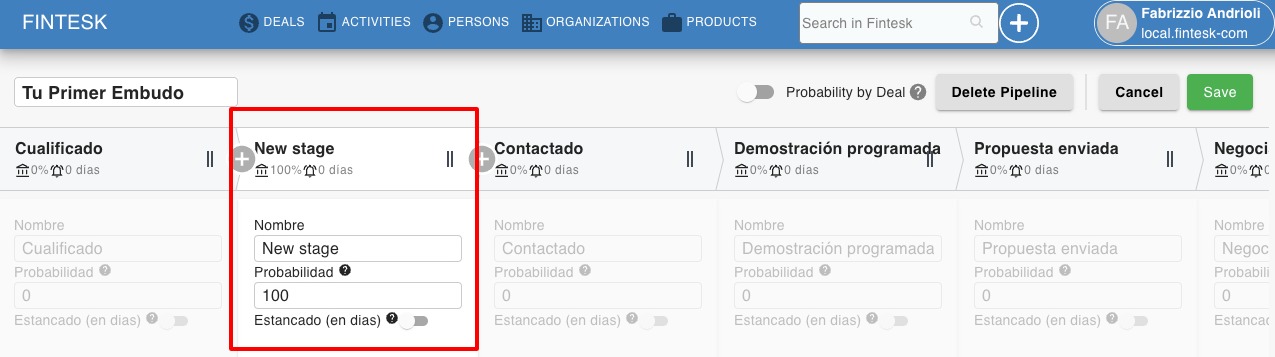 FINTESK
DEALS
ACTIVITIES
PERSONS
ORGANIZATIONS
PRODUCTS
Search in Fintesk
FA
Fabrizzio Andrioli
local.fintesk-com
Tu Primer Embudo
Probability by Deal
Delete Pipeline
Cancel
Save
Cualificado
0% 0 días
New stage
100% 0 días
Contactado
0% 0 días
Demostración programada
0% 0 días
Propuesta enviada
0% 0 días
Negoci
0% 0
Nombre
Cualificado
Probabilidad
0
Estancado (en dias)
Nombre
New stage
Probabilidad
100
Estancado (en dias)
Nombre
Contactado
Probabilidad
0
Estancado (en dias)
Nombre
Demostración programada
Probabilidad
0
Estancado (en dias)
Nombre
Propuesta enviada
Probabilidad
0
Estancado (en dias)
Nombre
Negoc
Probabili
0
Estancad